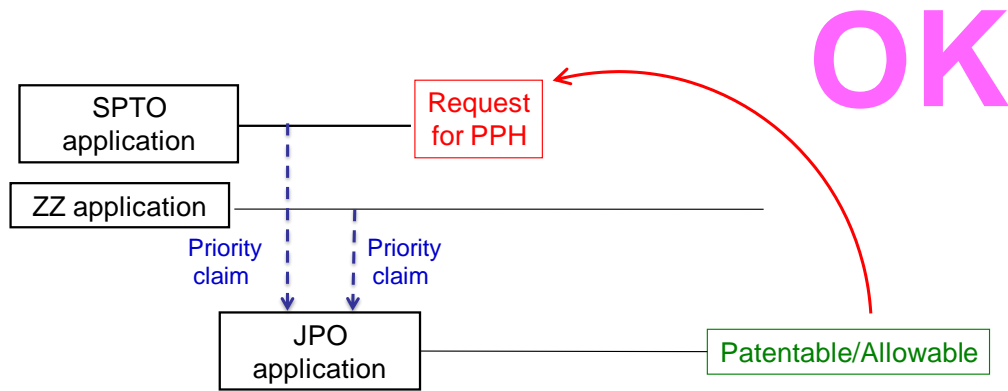 OK
SPTO
application
Request
for PPH
ZZ application
Priority
claim
Priority
claim
JPO
application
Patentable/Allowable